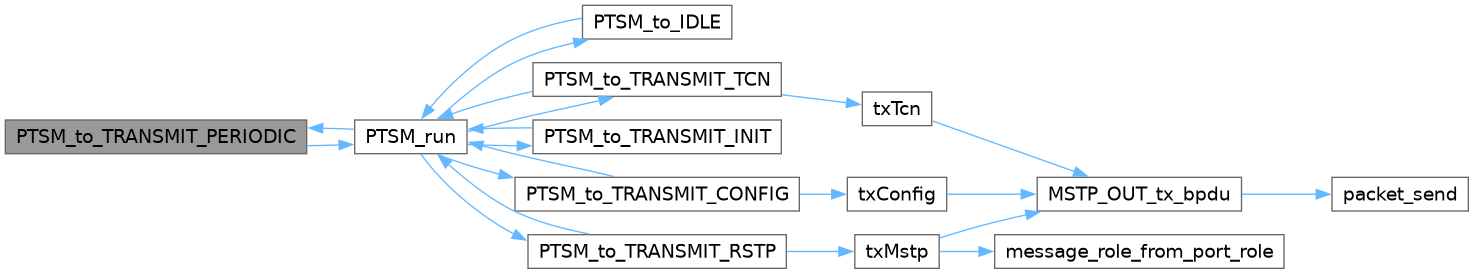 PTSM_to_TRANSMIT_PERIODIC
PTSM_run
PTSM_to_IDLE
PTSM_to_TRANSMIT_TCN
PTSM_to_TRANSMIT_INIT
PTSM_to_TRANSMIT_CONFIG
PTSM_to_TRANSMIT_RSTP
txTcn
txConfig
txMstp
MSTP_OUT_tx_bpdu
message_role_from_port_role
packet_send